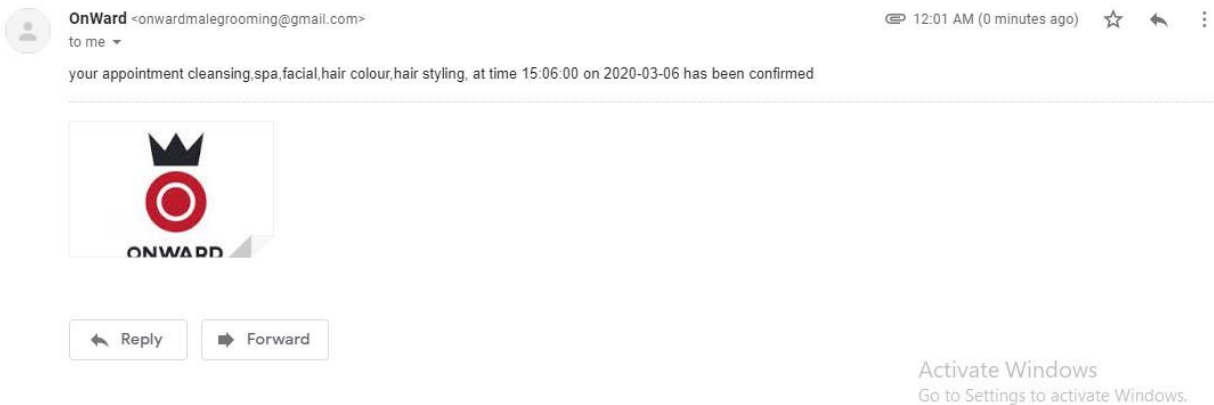 OnWard <onwardmalegrooming@gmail.com>
12:01 AM (0 minutes ago)
to me
your appointment cleansing,spa,facial,hair colour,hair styling, at time 15:06:00 on 2020-03-06 has been confirmed
ONWARD
Reply
Forward
Activate Windows
Go to Settings to activate Windows.